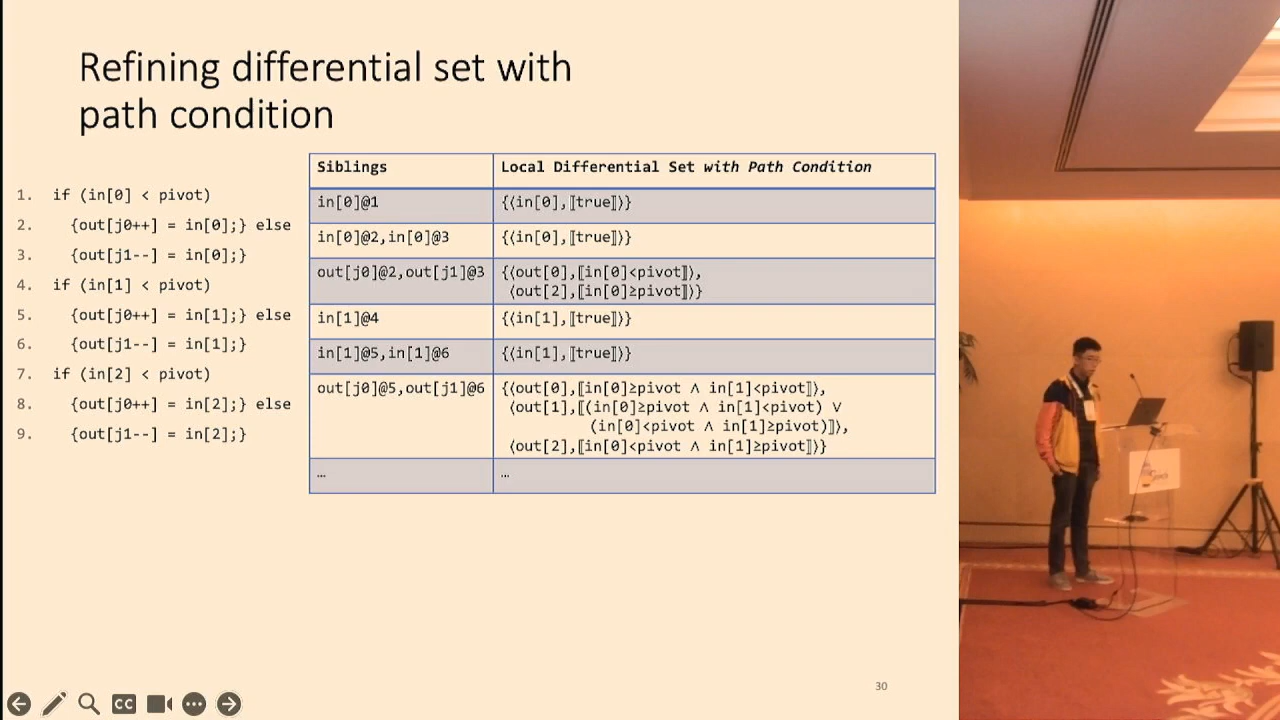 Refining differential set with
path condition
1. if (in[0] < pivot)
2. {out[j0++] = in[0];} else
3. {out[j1--] = in[0];}
4. if (in[1] < pivot)
5. {out[j0++] = in[1];} else
6. {out[j1--] = in[1];}
7. if (in[2] < pivot)
8. {out[j0++] = in[2];} else
9. {out[j1--] = in[2];}
Siblings
Local Differential Set with Path Condition
in[0]@1
{⟨in[0],⟦true⟧⟩}
in[0]@2,in[0]@3
{⟨in[0],⟦true⟧⟩}
out[j0]@2,out[j1]@3
{⟨out[0],⟦in[0]<pivot⟧⟩,
⟨out[2],⟦in[0]≥pivot⟧⟩}
in[1]@4
{⟨in[1],⟦true⟧⟩}
in[1]@5,in[1]@6
{⟨in[1],⟦true⟧⟩}
out[j0]@5,out[j1]@6
{⟨out[0],⟦in[0]≥pivot ∧ in[1]<pivot⟧⟩,
⟨out[1],⟦(in[0]≥pivot ∧ in[1]<pivot) ∨
(in[0]<pivot ∧ in[1]≥pivot)⟧⟩,
⟨out[2],⟦in[0]<pivot ∧ in[1]≥pivot⟧⟩}
…
…
30
CC